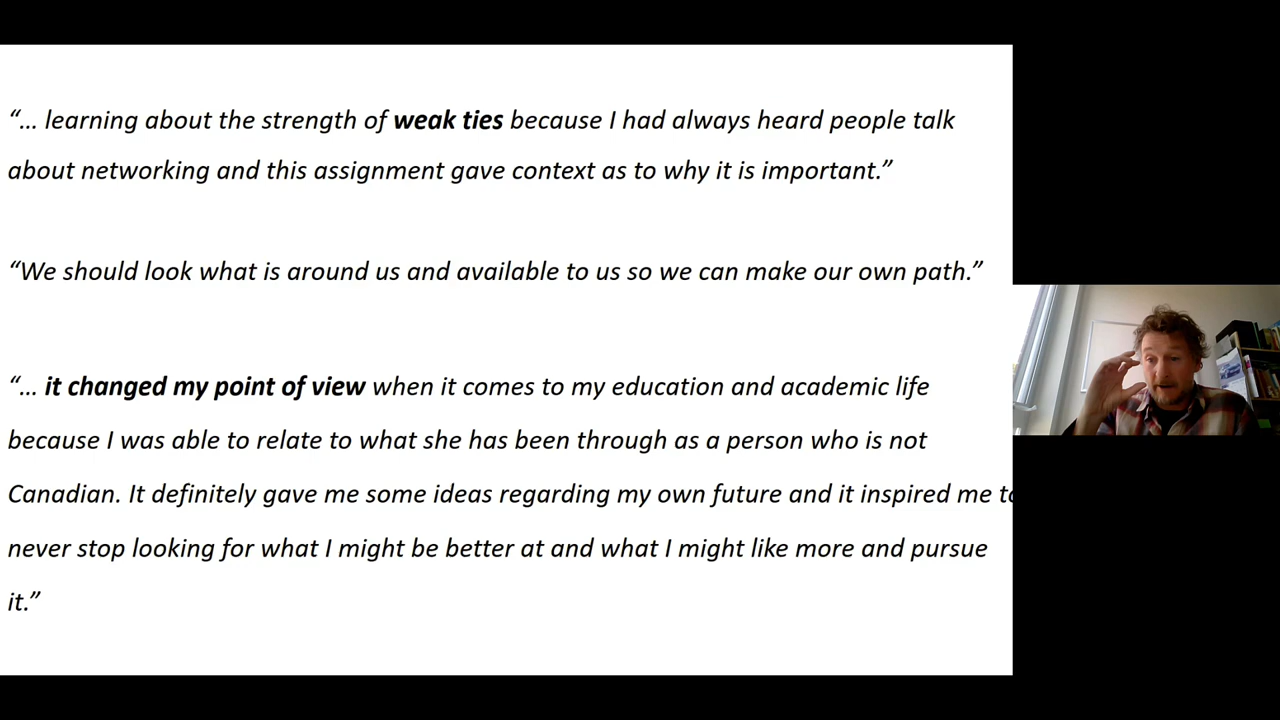 “... learning about the strength of weak ties because I had always heard people talk
about networking and this assignment gave context as to why it is important.”
“We should look what is around us and available to us so we can make our own path.”
“... it changed my point of view when it comes to my education and academic life
because I was able to relate to what she has been through as a person who is not
Canadian. It definitely gave me some ideas regarding my own future and it inspired me to
never stop looking for what I might be better at and what I might like more and pursue
it.”